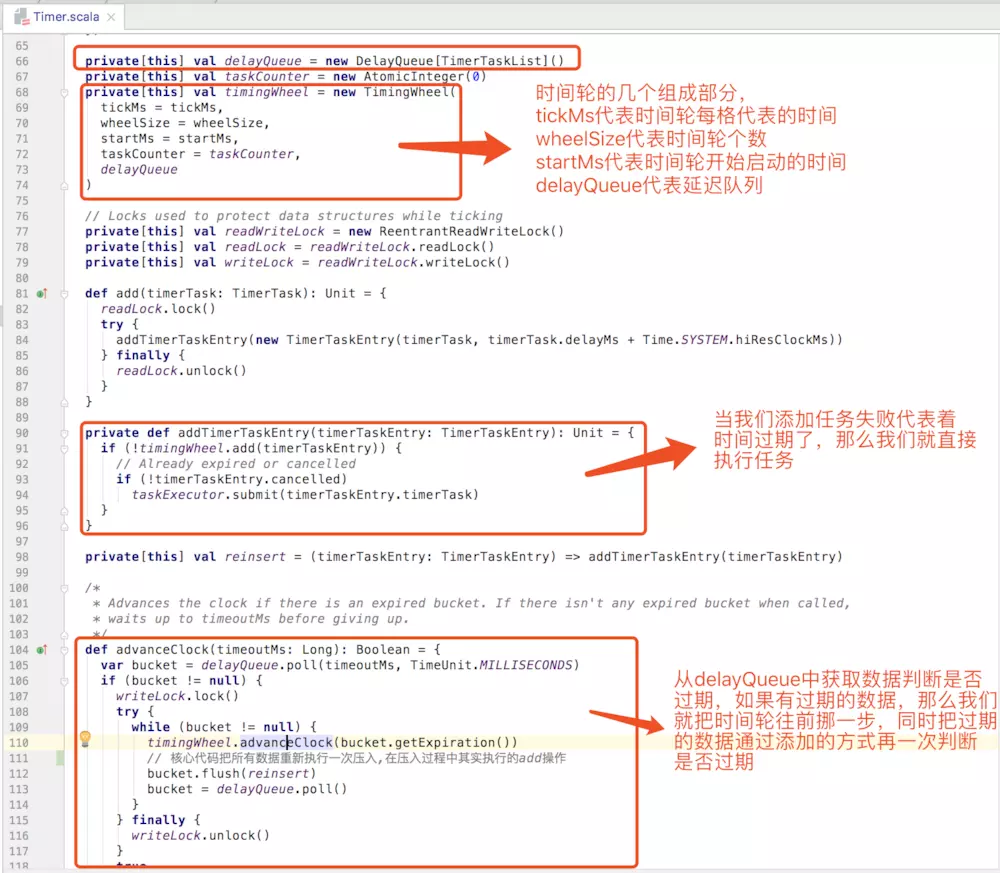 Timer.scala
65
66 private[this] val delayQueue = new DelayQueue[TimerTaskList]()
67 private[this] val taskCounter = new AtomicInteger(0)
68 private[this] val timingWheel = new TimingWheel(
69 tickMs = tickMs,
70 wheelSize = wheelSize,
71 startMs = startMs,
72 taskCounter = taskCounter,
73 delayQueue
74 )
75
76 // Locks used to protect data structures while ticking
77 private[this] val readWriteLock = new ReentrantReadWriteLock()
78 private[this] val readLock = readWriteLock.readLock()
79 private[this] val writeLock = readWriteLock.writeLock()
80
81 def add(timerTask: TimerTask): Unit = {
82 readLock.lock()
83 try {
84 addTimerTaskEntry(new TimerTaskEntry(timerTask, timerTask.delayMs + Time.SYSTEM.hiResClockMs))
85 } finally {
86 readLock.unlock()
87 }
88 }
89
90 private def addTimerTaskEntry(timerTaskEntry: TimerTaskEntry): Unit = {
91 if (!timingWheel.add(timerTaskEntry)) {
92 // Already expired or cancelled
93 if (!timerTaskEntry.cancelled)
94 taskExecutor.submit(timerTaskEntry.timerTask)
95 }
96 }
97
98 private[this] val reinsert = (timerTaskEntry: TimerTaskEntry) => addTimerTaskEntry(timerTaskEntry)
99
100 /*
101 * Advances the clock if there is an expired bucket. If there isn't any expired bucket when called,
102 * waits up to timeoutMs before giving up.
103 */
104 def advanceClock(timeoutMs: Long): Boolean = {
105 var bucket = delayQueue.poll(timeoutMs, TimeUnit.MILLISECONDS)
106 if (bucket != null) {
107 writeLock.lock()
108 try {
109 while (bucket != null) {
110 timingWheel.advanceClock(bucket.getExpiration())
111 // 核心代码把所有数据重新执行一次压入,在压入过程中其实执行的add操作
112 bucket.flush(reinsert)
113 bucket = delayQueue.poll()
114 }
115 } finally {
116 writeLock.unlock()
117 }
118 true
时间轮的几个组成部分，
tickMs代表时间轮每格代表的时间
wheelSize代表时间轮个数
startMs代表时间轮开始启动的时间
delayQueue代表延迟队列
当我们添加任务失败代表着
时间过期了，那么我们就直接
执行任务
从delayQueue中获取数据判断是否
过期，如果有过期的数据，那么我们
就把时间轮往前挪一步，同时把过期
的数据通过添加的方式再一次判断
是否过期